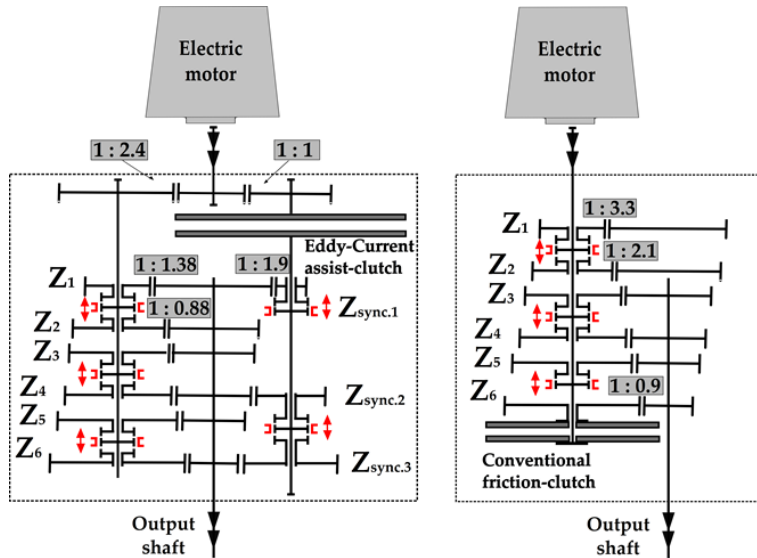 Electric
motor
1 : 2.4
1 : 1
Eddy-Current
assist-clutch
Z1
1 : 1.38
1 : 1.9
1 : 0.88
Zsync.1
Z2
Z3
Z4
Zsync.2
Z5
Z6
Zsync.3
Output
shaft
Electric
motor
1 : 3.3
Z1
1 : 2.1
Z2
Z3
Z4
Z5
1 : 0.9
Z6
Conventional
friction-clutch
Output
shaft